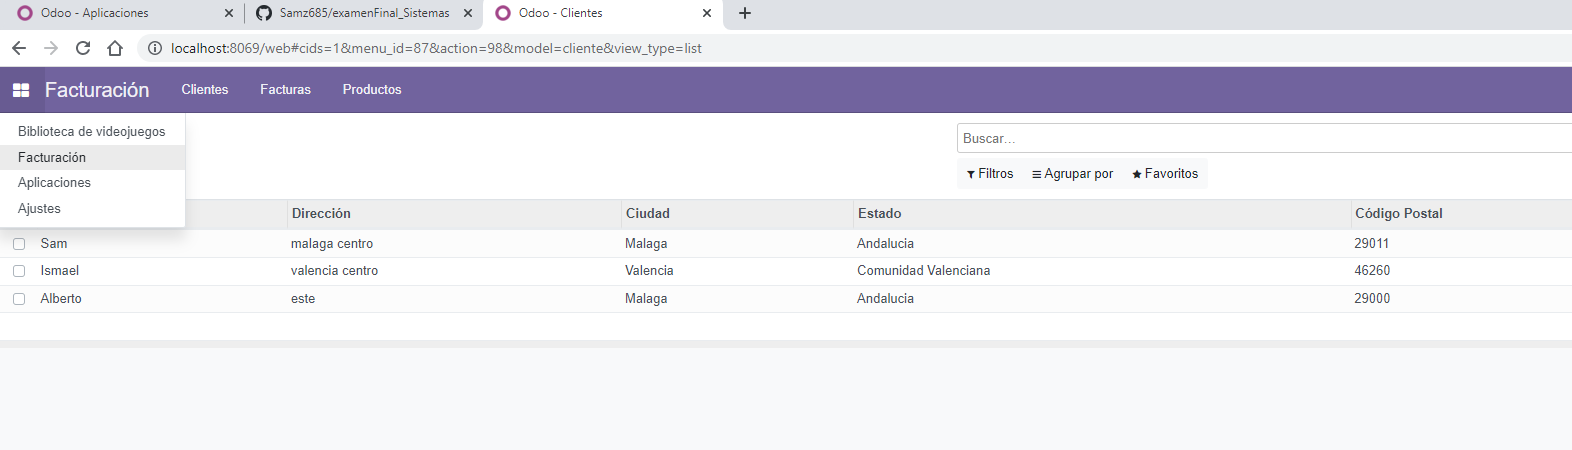 Odoo - Aplicaciones
Samz685/examenFinal_Sistemas
Odoo - Clientes
localhost:8069/web#cids=1&menu_id=87&action=98&model=cliente&view_type=list
Facturación Clientes Facturas Productos
Biblioteca de videojuegos
Facturación
Aplicaciones
Ajustes
Buscar...
Filtros Agrupar por Favoritos
Dirección Ciudad Estado Código Postal
Sam malaga centro Malaga Andalucia 29011
Ismael valencia centro Valencia Comunidad Valenciana 46260
Alberto este Malaga Andalucia 29000